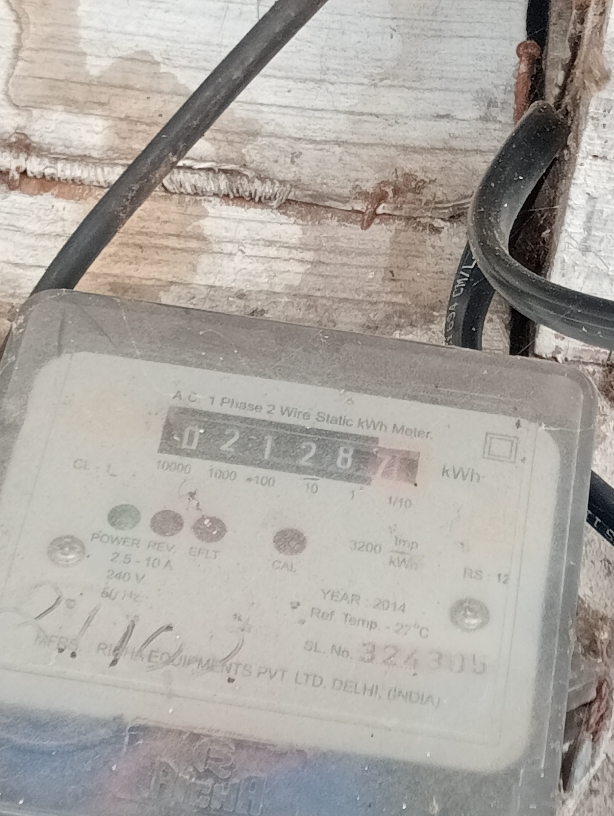 A.C. 1 Phase 2 Wire Static kWh Meter
0 2 1 2 8 7 kWh
CL - 1
10000 1000 100 10 1 1/10
POWER REV. EFLT CAL
3200 Imp/kWh
2.5 - 10 A
240 V
50 Hz
RS : 12
YEAR : 2014
Ref. Temp. - 27°C
SL. No. 324305
MFRS. EQUIPMENTS PVT. LTD. DELHI, (INDIA)